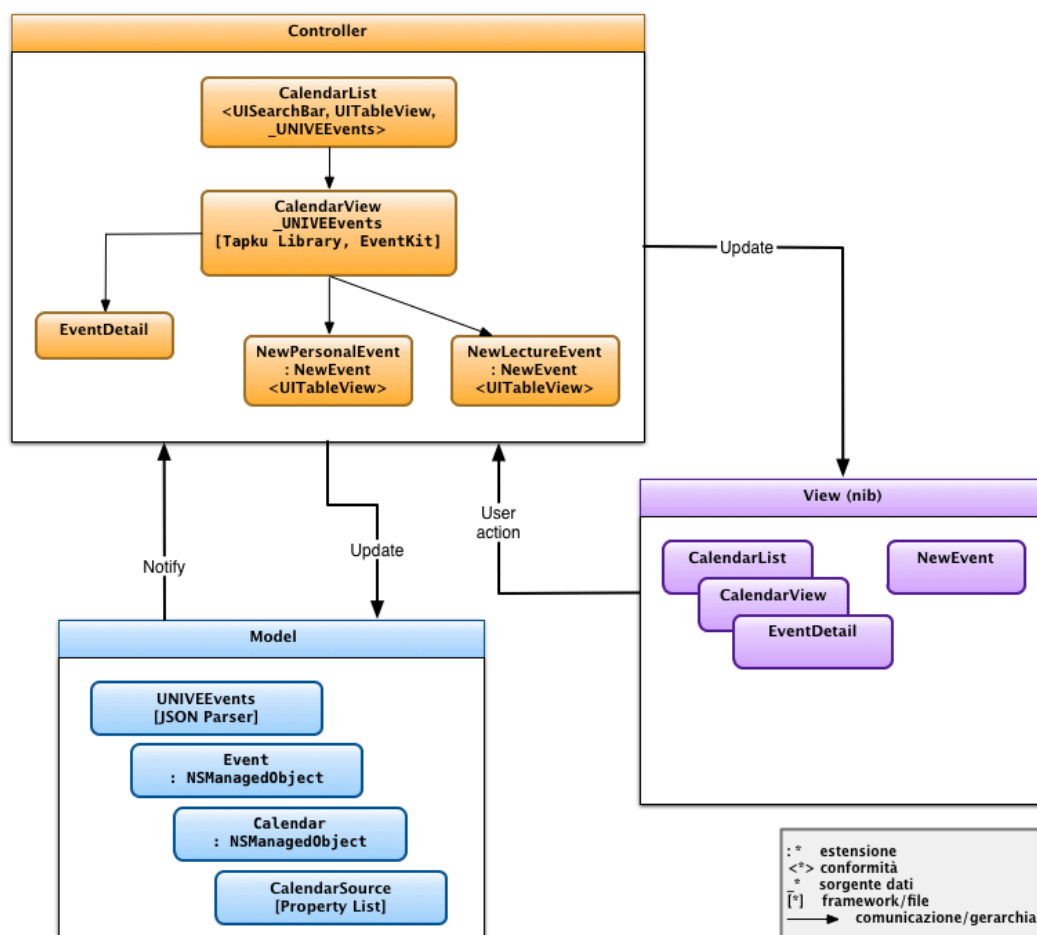 Controller
CalendarList
<UISearchBar, UITableView,
_UNIVEEvents>
CalendarView
_UNIVEEvents
[Tapku Library, EventKit]
Update
EventDetail
NewPersonalEvent
: NewEvent
<UITableView>
NewLectureEvent
: NewEvent
<UITableView>
Notify
Update
User
action
View (nib)
CalendarList
NewEvent
CalendarView
EventDetail
Model
UNIVEEvents
[JSON Parser]
Event
: NSManagedObject
Calendar
: NSManagedObject
CalendarSource
[Property List]
: * estensione
<*> conformità
_* sorgente dati
[*] framework/file
comunicazione/gerarchia